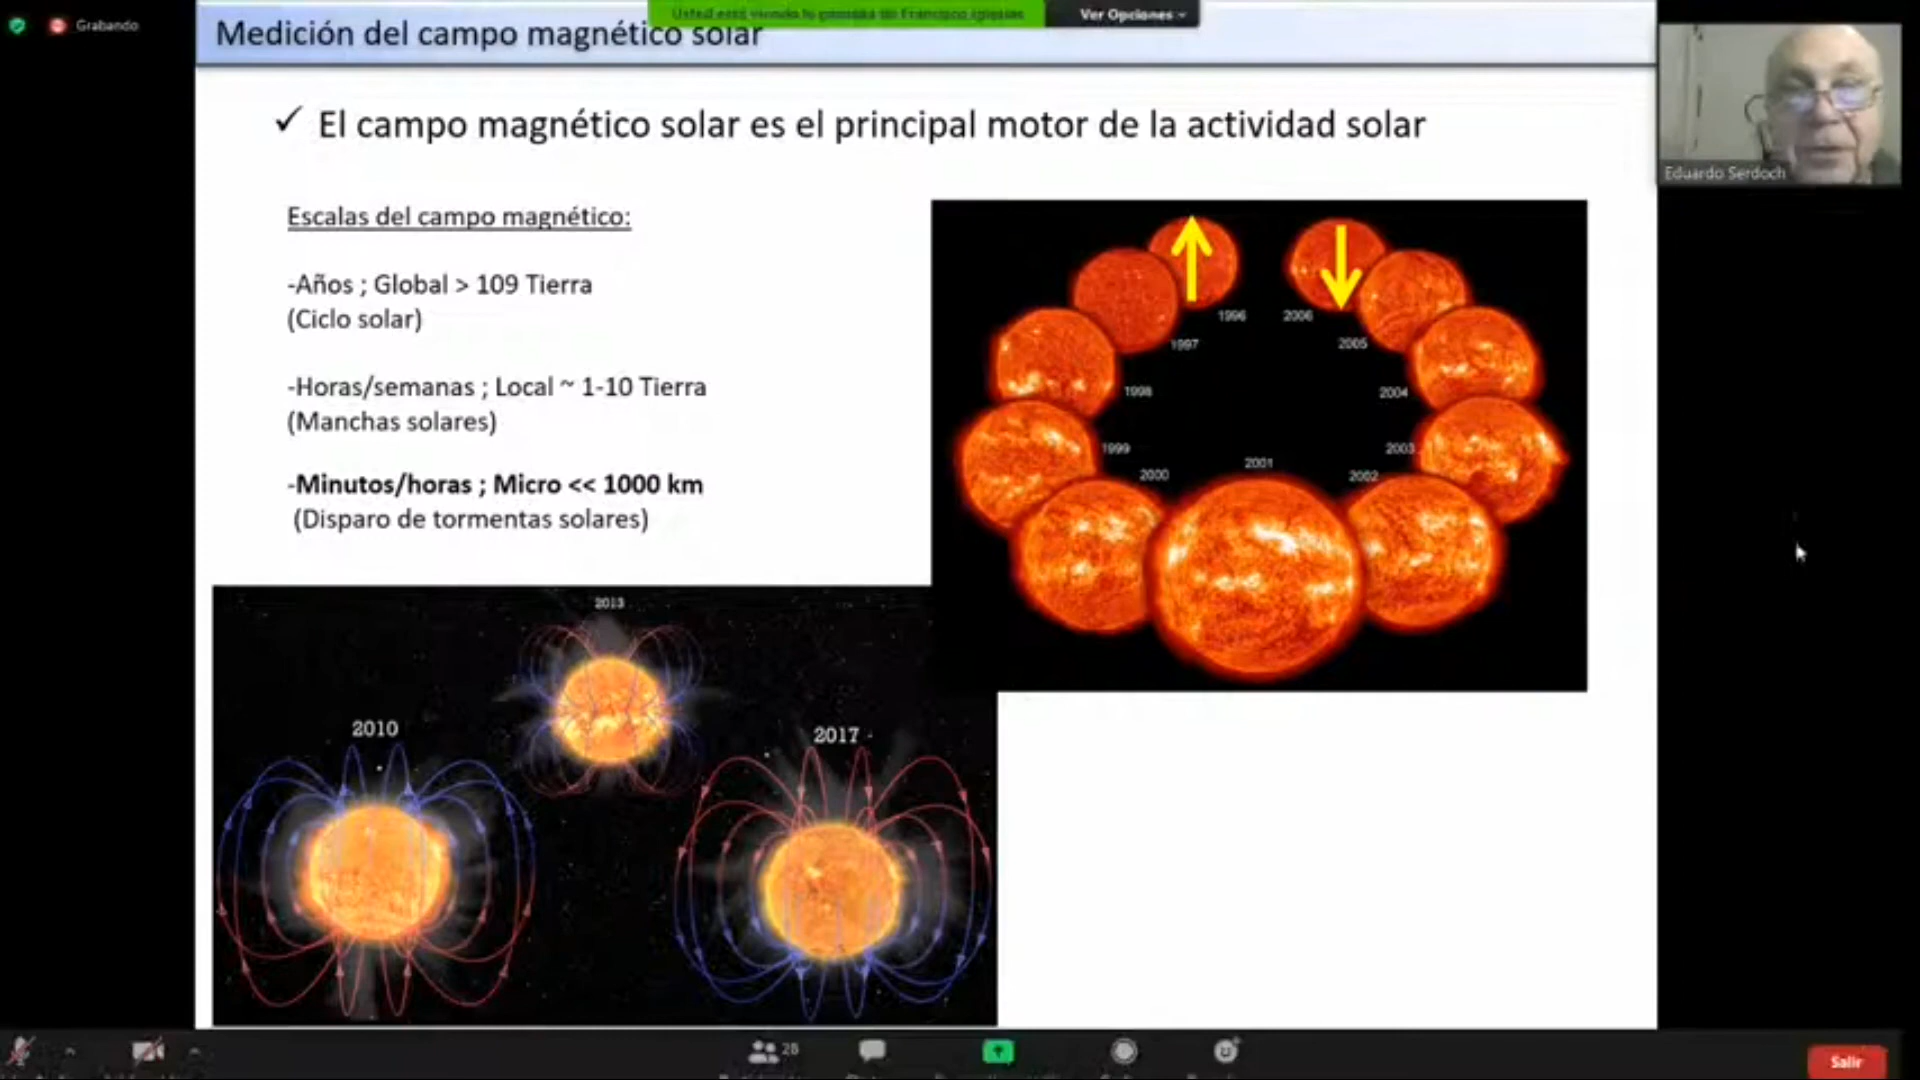 Grabando
Usted está viendo la pantalla de Francisco Iglesias
Ver Opciones
Medición del campo magnético solar
✓ El campo magnético solar es el principal motor de la actividad solar
Eduardo Serdoch
Escalas del campo magnético:
-Años ; Global > 109 Tierra
(Ciclo solar)
-Horas/semanas ; Local ~ 1-10 Tierra
(Manchas solares)
-Minutos/horas ; Micro << 1000 km
(Disparo de tormentas solares)
1996
2006
1997
2005
1998
2004
1999
2003
2000
2001
2002
2013
2010
2017
28
Salir